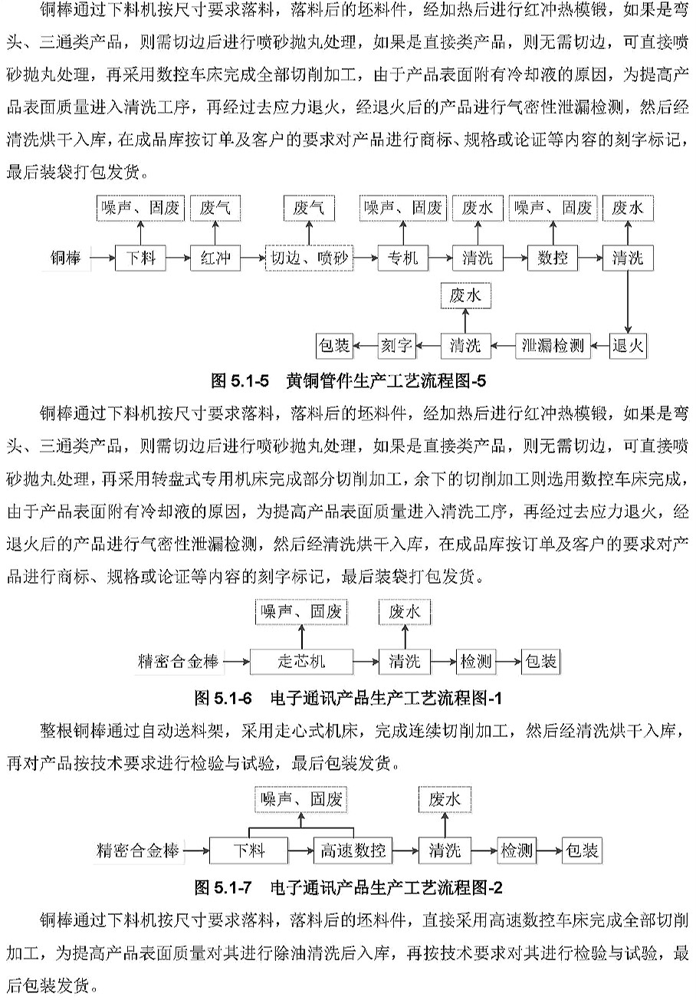 铜棒通过下料机按尺寸要求落料，落料后的坯料件，经加热后进行红冲热模锻，如果是弯
头、三通类产品，则需切边后进行喷砂抛丸处理，如果是直接类产品，则无需切边，可直接喷
砂抛丸处理，再采用数控车床完成全部切削加工，由于产品表面附有冷却液的原因，为提高产
品表面质量进入清洗工序，再经过去应力退火，经退火后的产品进行气密性泄漏检测，然后经
清洗烘干入库，在成品库按订单及客户的要求对产品进行商标、规格或论证等内容的刻字标记，
最后装袋打包发货。
噪声、固废 废气 废气 噪声、固废 废水 噪声、固废 废水
铜棒 下料 红冲 切边、喷砂 专机 清洗 数控 清洗
废水
包装 刻字 清洗 泄漏检测 退火
图 5.1-5 黄铜管件生产工艺流程图-5
铜棒通过下料机按尺寸要求落料，落料后的坯料件，经加热后进行红冲热模锻，如果是弯
头、三通类产品，则需切边后进行喷砂抛丸处理，如果是直接类产品，则无需切边，可直接喷
砂抛丸处理，再采用转盘式专用机床完成部分切削加工，余下的切削加工则选用数控车床完成，
由于产品表面附有冷却液的原因，为提高产品表面质量进入清洗工序，再经过去应力退火，经
退火后的产品进行气密性泄漏检测，然后经清洗烘干入库，在成品库按订单及客户的要求对产
品进行商标、规格或论证等内容的刻字标记，最后装袋打包发货。
噪声、固废 废水
精密合金棒 走芯机 清洗 检测 包装
图 5.1-6 电子通讯产品生产工艺流程图-1
整根铜棒通过自动送料架，采用走心式机床，完成连续切削加工，然后经清洗烘干入库，
再对产品按技术要求进行检验与试验，最后包装发货。
噪声、固废 废水
精密合金棒 下料 高速数控 清洗 检测 包装
图 5.1-7 电子通讯产品生产工艺流程图-2
铜棒通过下料机按尺寸要求落料，落料后的坯料件，直接采用高速数控车床完成全部切削
加工，为提高产品表面质量对其进行除油清洗后入库，再按技术要求对其进行检验与试验，最
后包装发货。